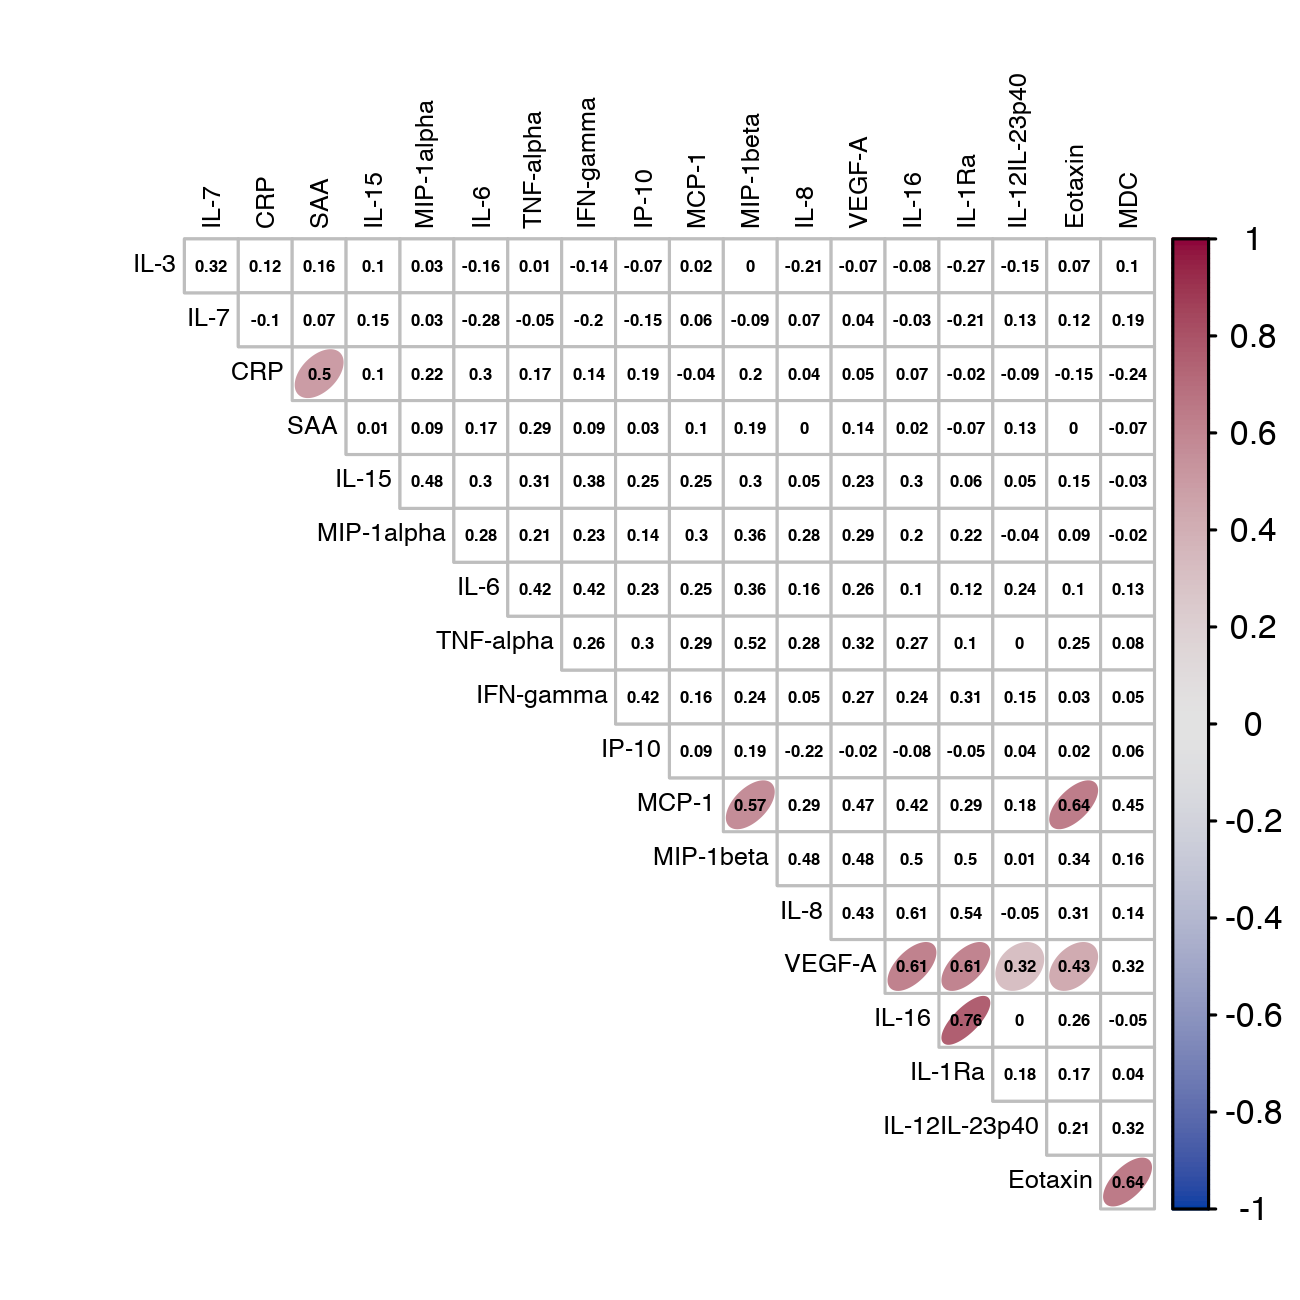 IL-7 CRP SAA IL-15 MIP-1alpha IL-6 TNF-alpha IFN-gamma IP-10 MCP-1 MIP-1beta IL-8 VEGF-A IL-16 IL-1Ra IL-12IL-23p40 Eotaxin MDC
IL-3 0.32 0.12 0.16 0.1 0.03 -0.16 0.01 -0.14 -0.07 0.02 0 -0.21 -0.07 -0.08 -0.27 -0.15 0.07 0.1
IL-7 -0.1 0.07 0.15 0.03 -0.28 -0.05 -0.2 -0.15 0.06 -0.09 0.07 0.04 -0.03 -0.21 0.13 0.12 0.19
CRP 0.5 0.1 0.22 0.3 0.17 0.14 0.19 -0.04 0.2 0.04 0.05 0.07 -0.02 -0.09 -0.15 -0.24
SAA 0.01 0.09 0.17 0.29 0.09 0.03 0.1 0.19 0 0.14 0.02 -0.07 0.13 0 -0.07
IL-15 0.48 0.3 0.31 0.38 0.25 0.25 0.3 0.05 0.23 0.3 0.06 0.05 0.15 -0.03
MIP-1alpha 0.28 0.21 0.23 0.14 0.3 0.36 0.28 0.29 0.2 0.22 -0.04 0.09 -0.02
IL-6 0.42 0.42 0.23 0.25 0.36 0.16 0.26 0.1 0.12 0.24 0.1 0.13
TNF-alpha 0.26 0.3 0.29 0.52 0.28 0.32 0.27 0.1 0 0.25 0.08
IFN-gamma 0.42 0.16 0.24 0.05 0.27 0.24 0.31 0.15 0.03 0.05
IP-10 0.09 0.19 -0.22 -0.02 -0.08 -0.05 0.04 0.02 0.06
MCP-1 0.57 0.29 0.47 0.42 0.29 0.18 0.64 0.45
MIP-1beta 0.48 0.48 0.5 0.5 0.01 0.34 0.16
IL-8 0.43 0.61 0.54 -0.05 0.31 0.14
VEGF-A 0.61 0.61 0.32 0.43 0.32
IL-16 0.76 0 0.26 -0.05
IL-1Ra 0.18 0.17 0.04
IL-12IL-23p40 0.21 0.32
Eotaxin 0.64
1
0.8
0.6
0.4
0.2
0
-0.2
-0.4
-0.6
-0.8
-1